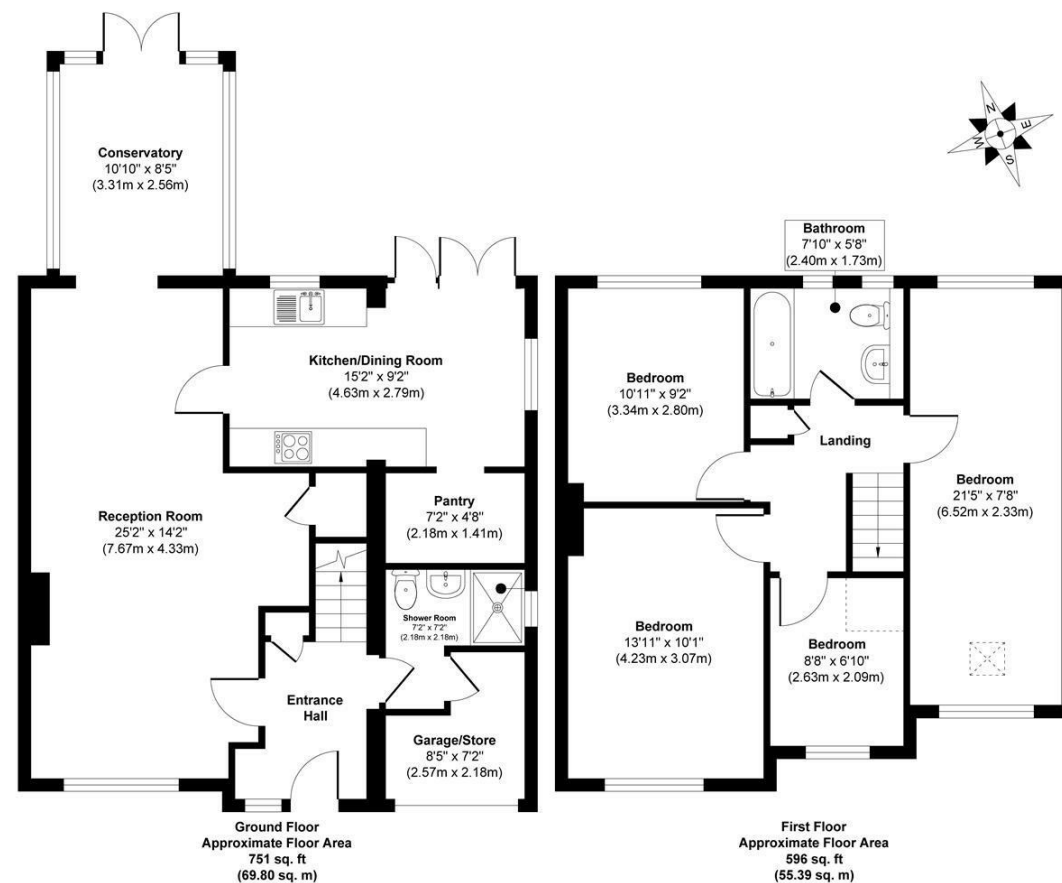 Conservatory
10'10" x 8'5"
(3.31m x 2.56m)
N
E
W
S
Bathroom
7'10" x 5'8"
(2.40m x 1.73m)
Kitchen/Dining Room
15'2" x 9'2"
(4.63m x 2.79m)
Bedroom
10'11" x 9'2"
(3.34m x 2.80m)
Landing
Bedroom
21'5" x 7'8"
(6.52m x 2.33m)
Reception Room
25'2" x 14'2"
(7.67m x 4.33m)
Pantry
7'2" x 4'8"
(2.18m x 1.41m)
Shower Room
7'2" x 7'2"
(2.18m x 2.18m)
Bedroom
13'11" x 10'1"
(4.23m x 3.07m)
Bedroom
8'8" x 6'10"
(2.63m x 2.09m)
Entrance
Hall
Garage/Store
8'5" x 7'2"
(2.57m x 2.18m)
Ground Floor
Approximate Floor Area
751 sq. ft
(69.80 sq. m)
First Floor
Approximate Floor Area
596 sq. ft
(55.39 sq. m)